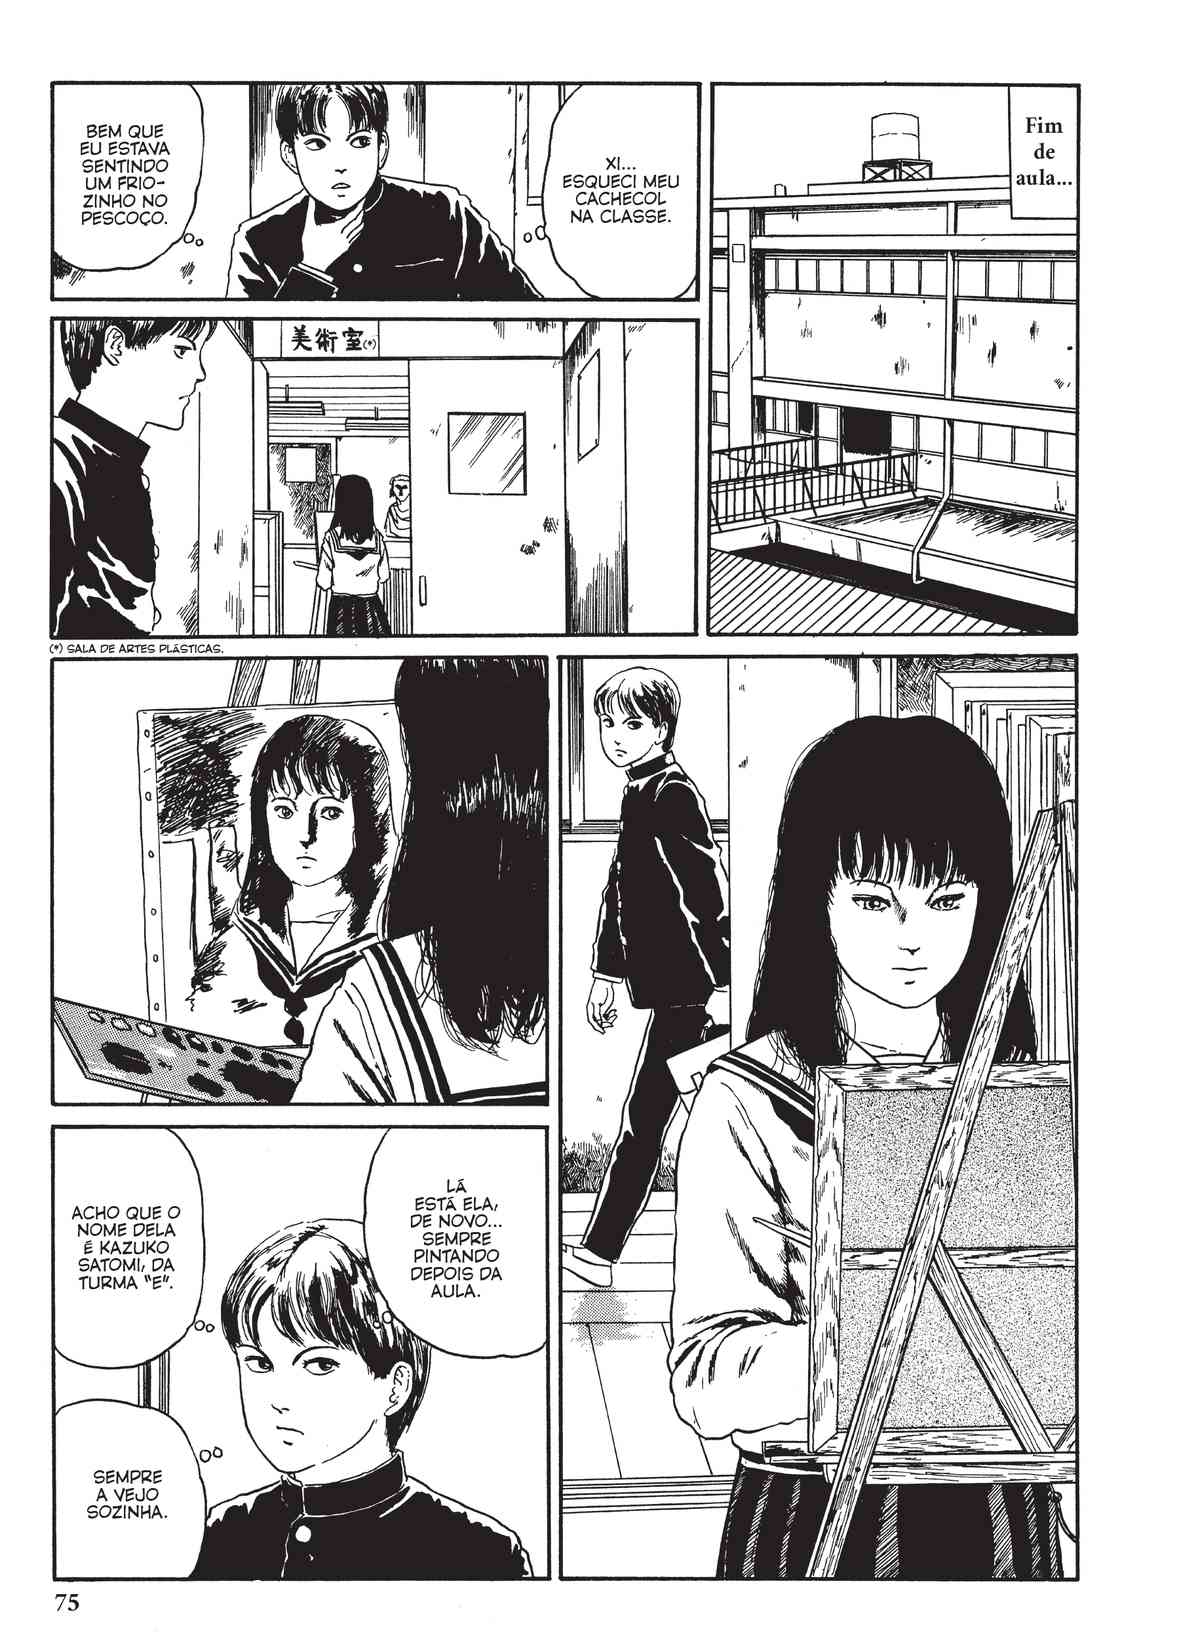 Fim
de
aula...
XI...
ESQUECI MEU
CACHECOL
NA CLASSE.
BEM QUE
EU ESTAVA
SENTINDO
UM FRIO-
ZINHO NO
PESCOÇO.
美術室(*)
(*) SALA DE ARTES PLÁSTICAS.
LÁ
ESTÁ ELA,
DE NOVO...
SEMPRE
PINTANDO
DEPOIS DA
AULA.
ACHO QUE O
NOME DELA
É KAZUKO
SATOMI, DA
TURMA “E”.
SEMPRE
A VEJO
SOZINHA.
75